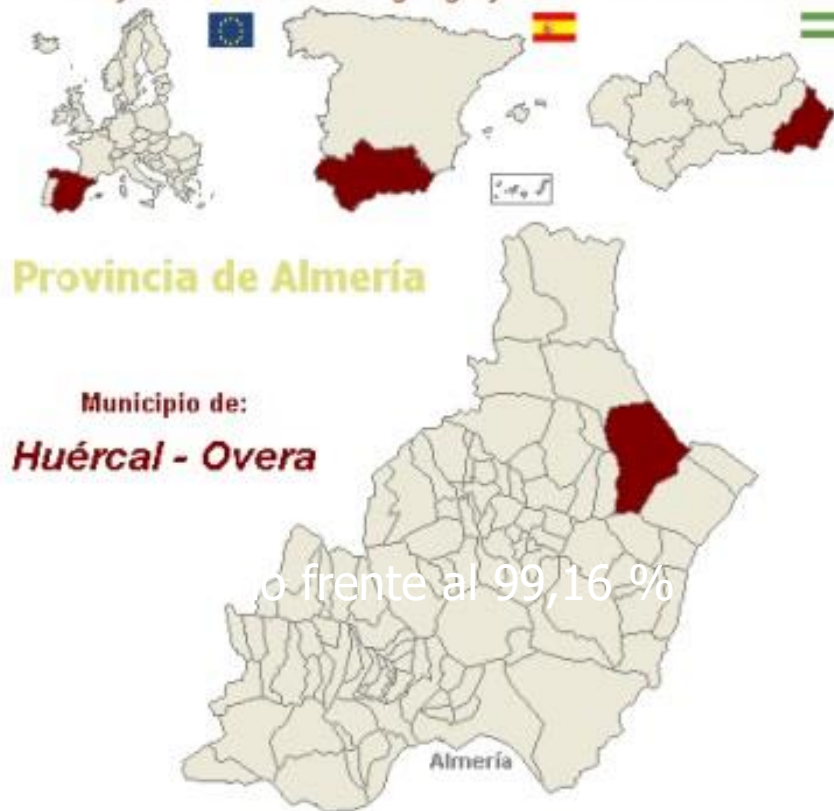 Provincia de Almería
Municipio de:
Huércal - Overa
o frente al 99,16 %
Almería